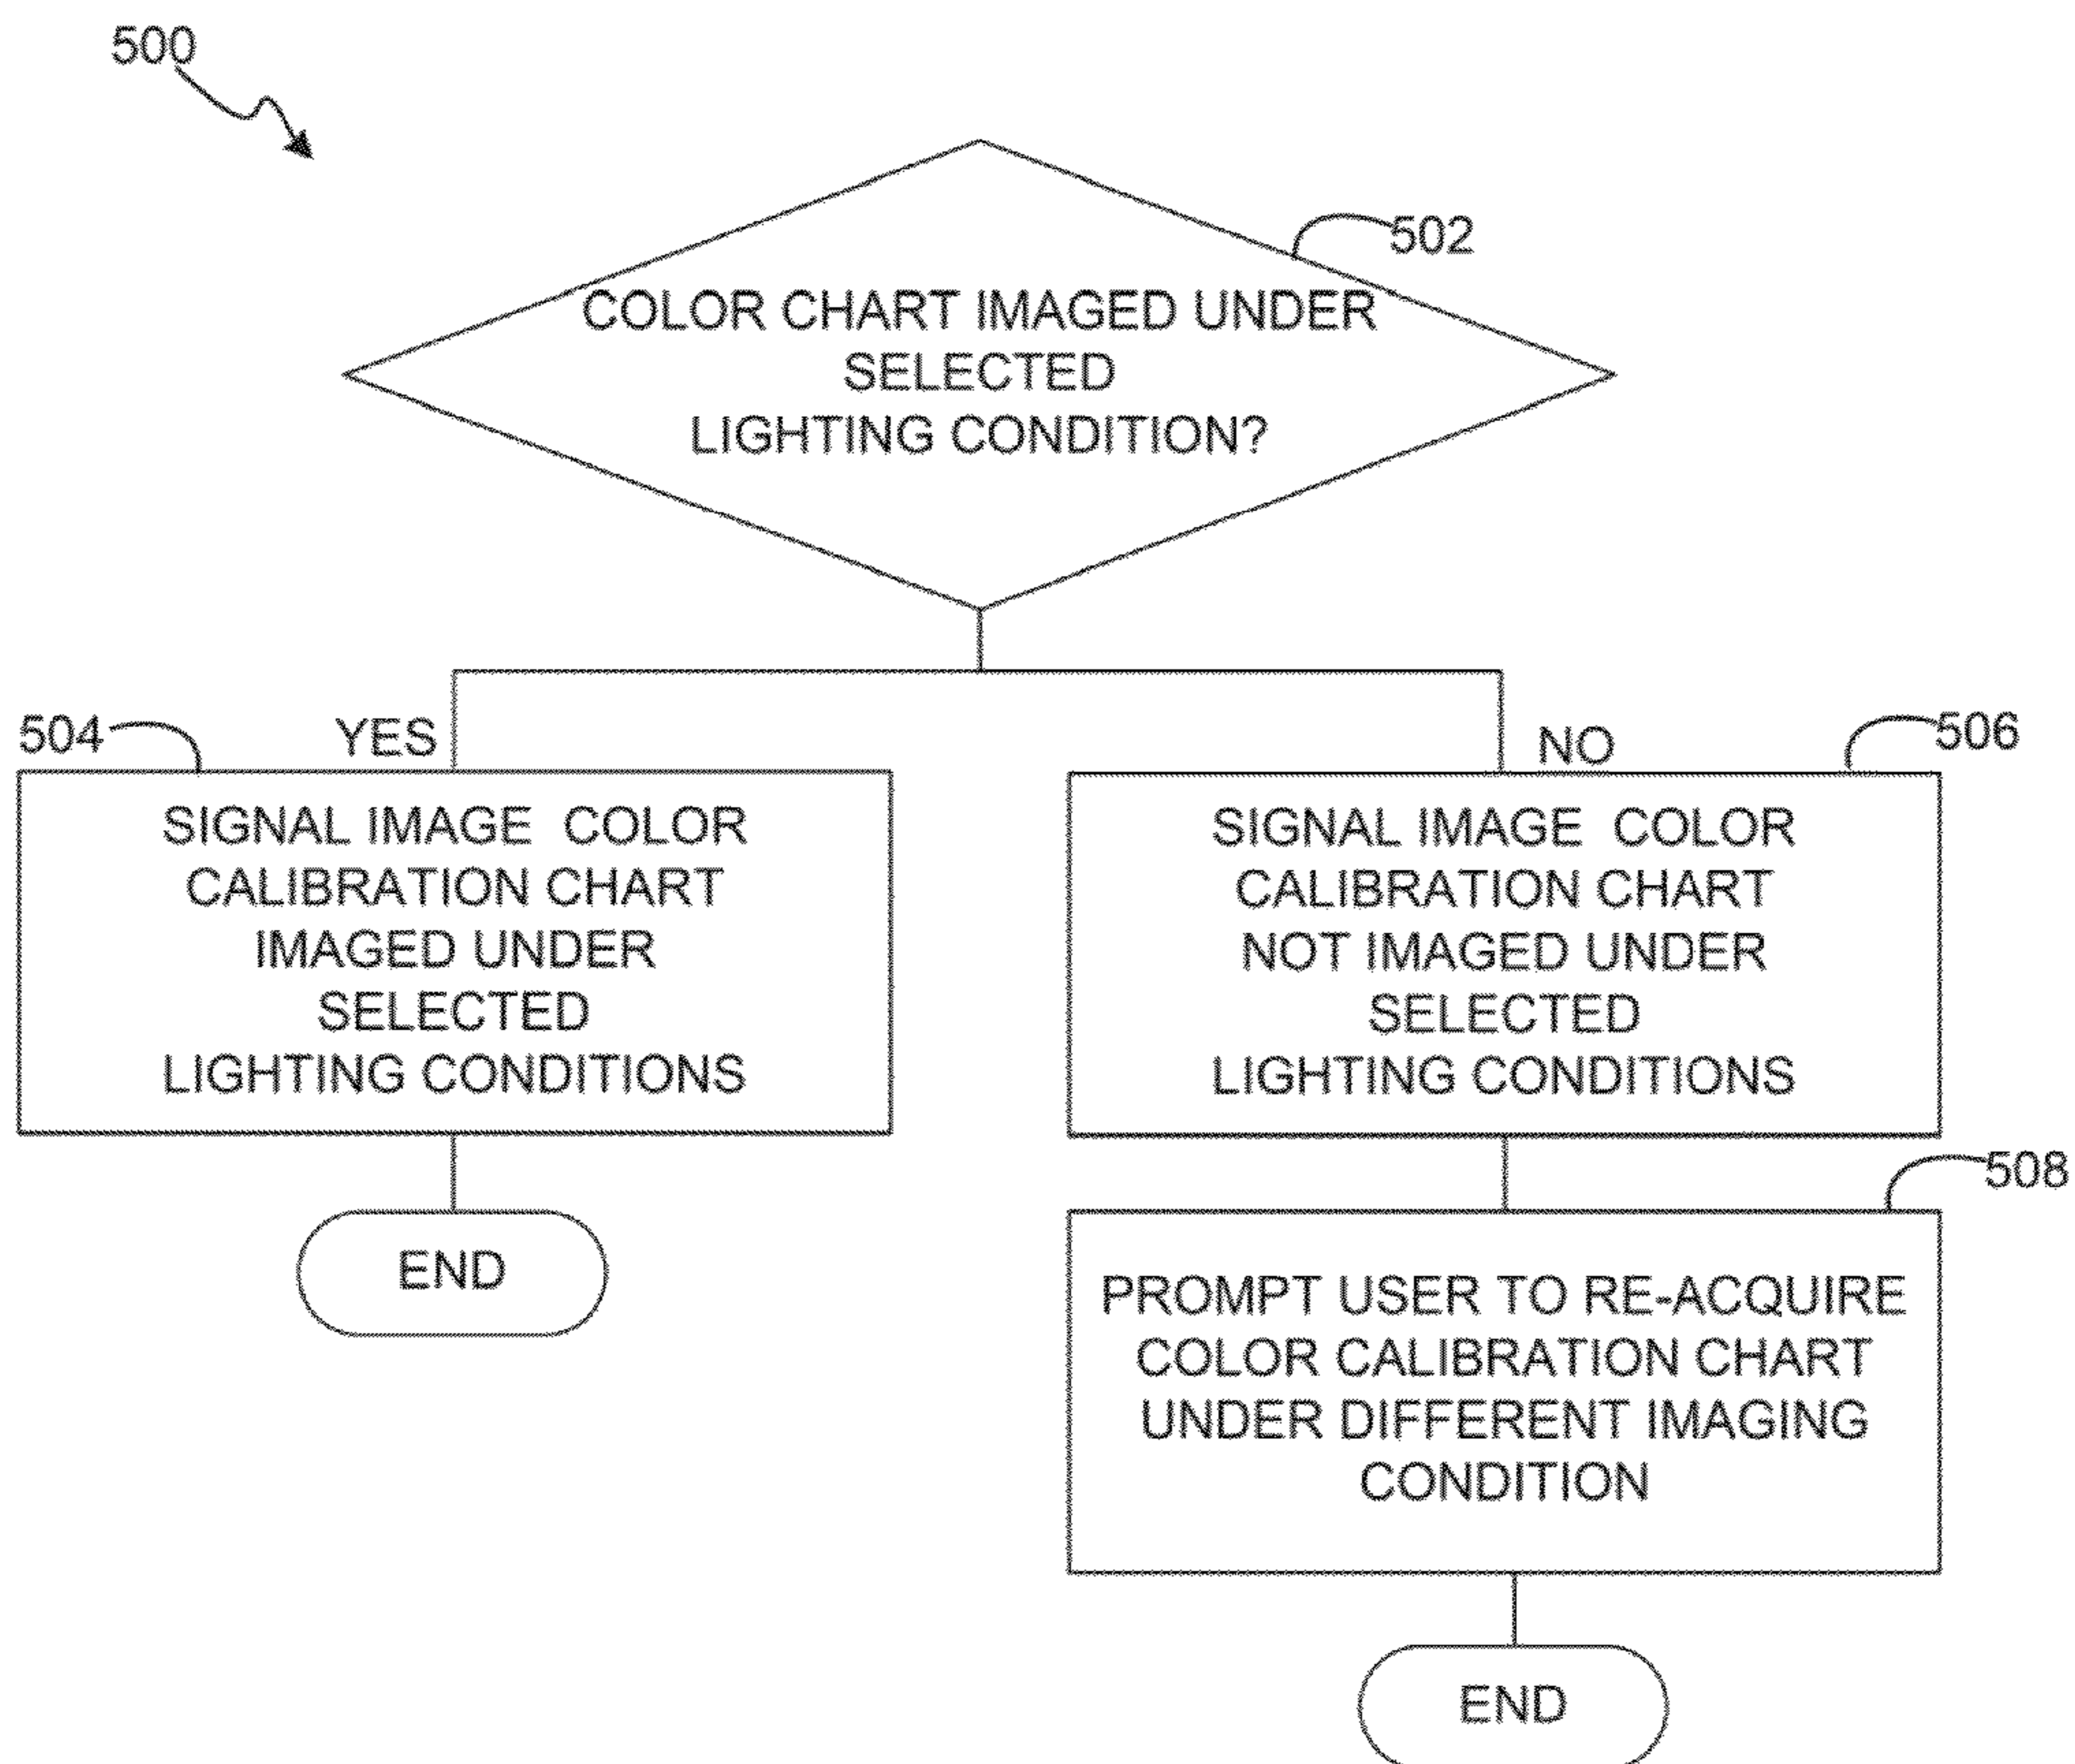 500
502
COLOR CHART IMAGED UNDER
SELECTED
LIGHTING CONDITION?
504
YES
NO
506
SIGNAL IMAGE COLOR
CALIBRATION CHART
IMAGED UNDER
SELECTED
LIGHTING CONDITIONS
SIGNAL IMAGE COLOR
CALIBRATION CHART
NOT IMAGED UNDER
SELECTED
LIGHTING CONDITIONS
508
END
PROMPT USER TO RE-ACQUIRE
COLOR CALIBRATION CHART
UNDER DIFFERENT IMAGING
CONDITION
END